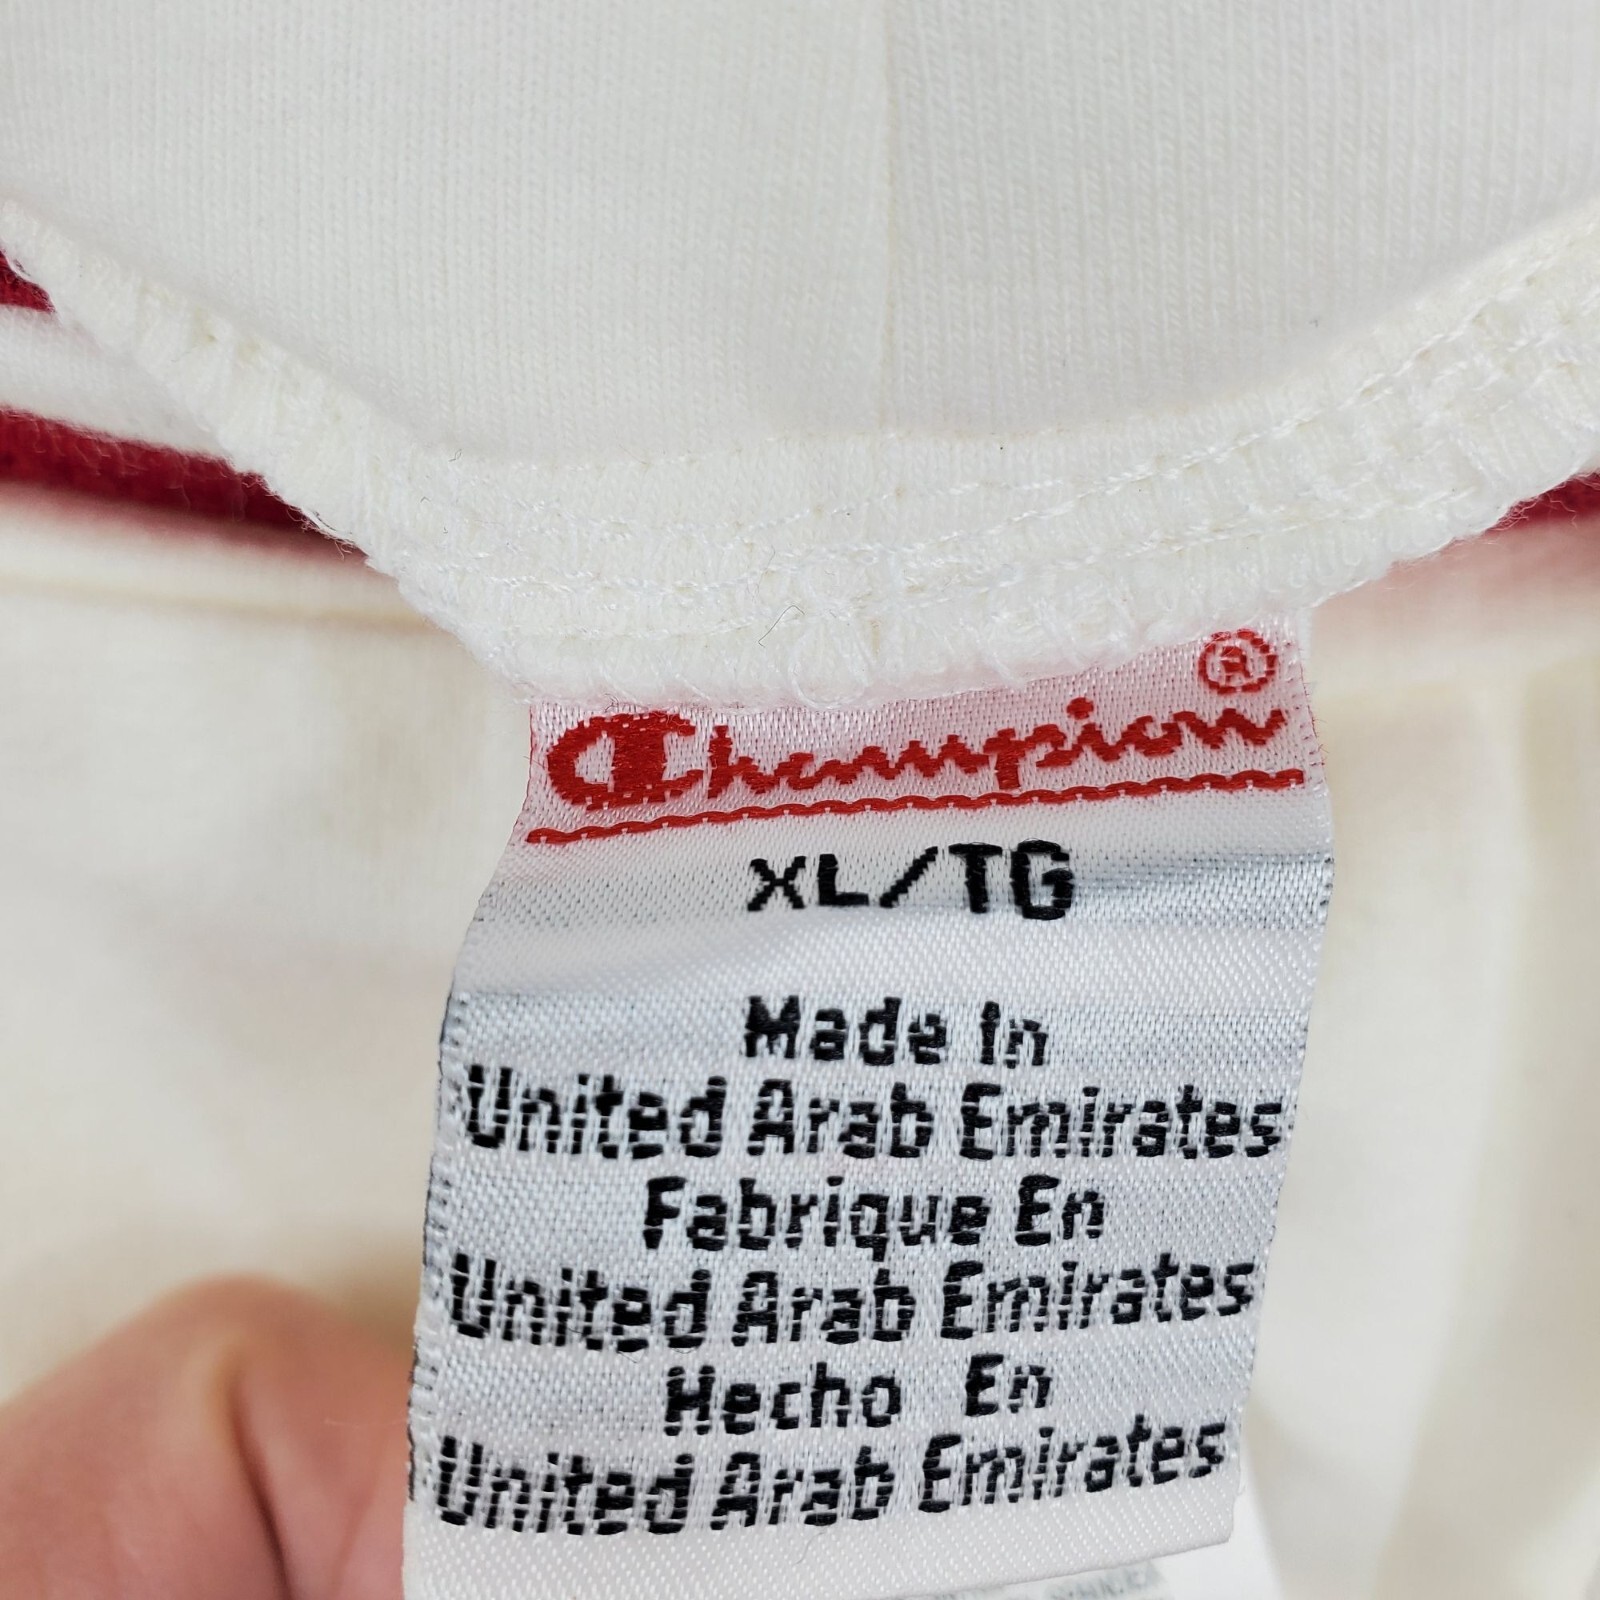 Champion®
XL/TG
Made In
United Arab Emirates
Fabrique En
United Arab Emirates
Hecho En
United Arab Emirates